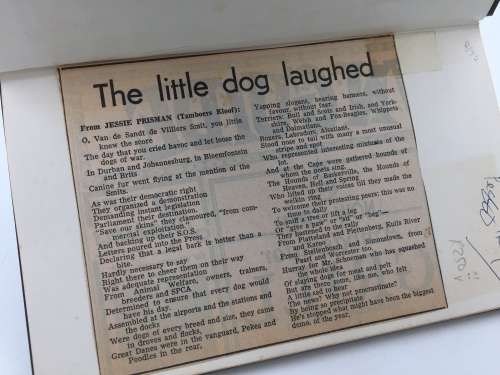 The little dog laughed
From JESSIE PRISMAN (Tamboers Kloof):
O, Van de Sandt de Villiers Smit, you little
knew the score
The day that you cried havoc and let loose the
dogs of war.
In Durban and Johannesburg, in Bloemfontein
and Brits
Canine fur went flying at the mention of the
Smits.
As was their democratic right
They organised a demonstration
Demanding instant legislation
Parliament their destination.
"Save our skins," they clamoured, "from com-
mercial exploitation."
And backing up their S.O.S.
Letters poured into the Press
Declaring that a legal bark is better than a
bite.
Hardly necessary to say
Right there to cheer them on their way
Was adequate representation
From Animal Welfare, owners, trainers,
breeders and SPCA
Determined to ensure that every dog would
have his day.
Assembled at the airports and the stations and
the docks
Were dogs of every breed and size, they came
in droves and flocks,
Great Danes were in the vanguard, Pekes and
Poodles in the rear,
Yapping slogans, bearing banners, without
favour, without fear.
Terriers, Bull and Scots and Irish, and York-
shire, Welsh and Fox-Beagles, Whippets
and Dalmatians,
Boxers, Labradors, Alsatians,
Stood nose to tail with many a most unusual
stripe and spot
Who represented interesting mixtures of the
lot.
And at the Cape were gathered hounds of
whom the poets sing,
The Hounds of Baskerville, the Hounds of
Heaven, Hell and Spring
Who lifted up their voices till they made the
welkin ring
To welcome their protesting peers this was no
time to dally
To sniff a tree or lift a leg
Or "give a paw" or "sit" or "beg" —
They hastened to the rally
From Platteland and Plettenberg, Kuils River
and Karoo
From Bredasdorp and Simonstown, from
Paarl and Worcester too.
Hurray for Mr. Schoeman who has squashed
the whole idea
Of slaying dogs for meat and pelt
But are there some, like me, who felt
A little sad to hear
The news? Why not procrastinate?
By being so precipitate
He's stopped what might have been the biggest
demo. of the year.